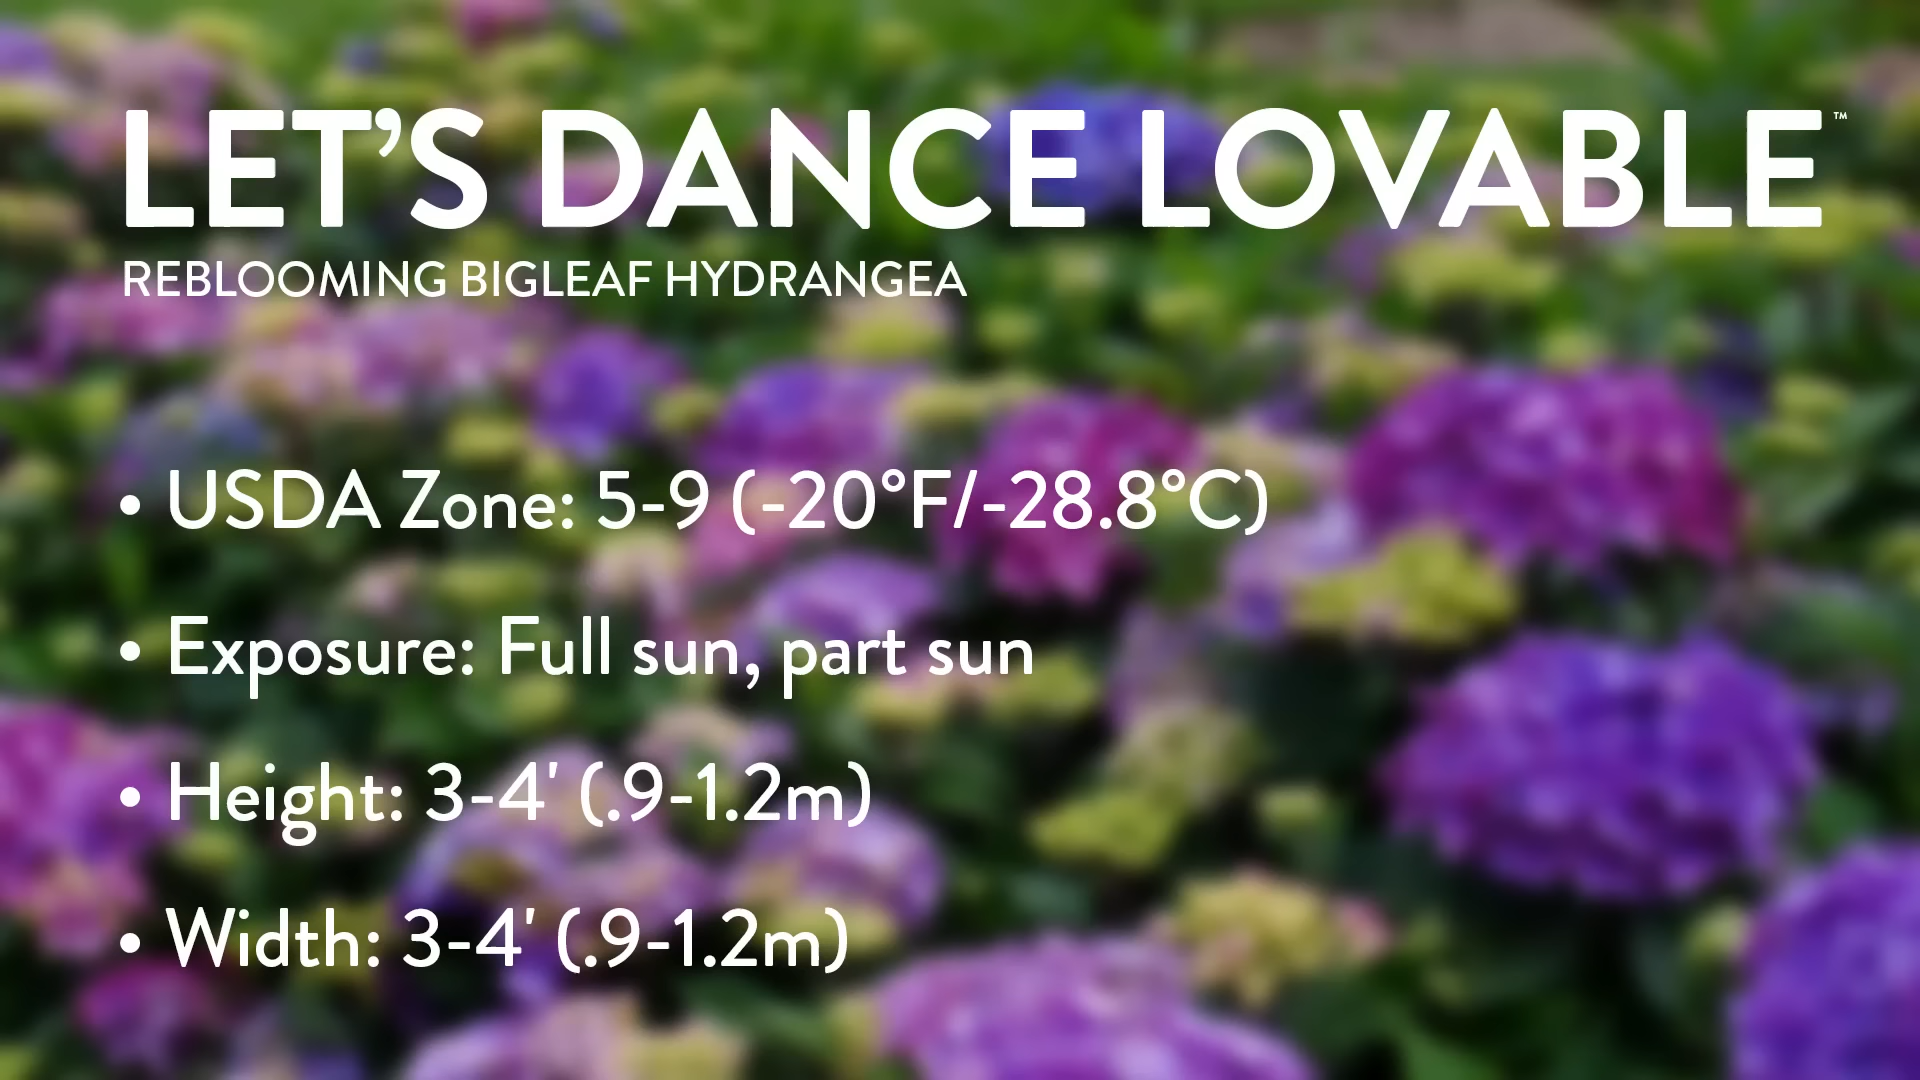 LET’S DANCE LOVABLE™
REBLOOMING BIGLEAF HYDRANGEA
• USDA Zone: 5-9 (-20°F/-28.8°C)
• Exposure: Full sun, part sun
• Height: 3-4' (.9-1.2m)
• Width: 3-4' (.9-1.2m)